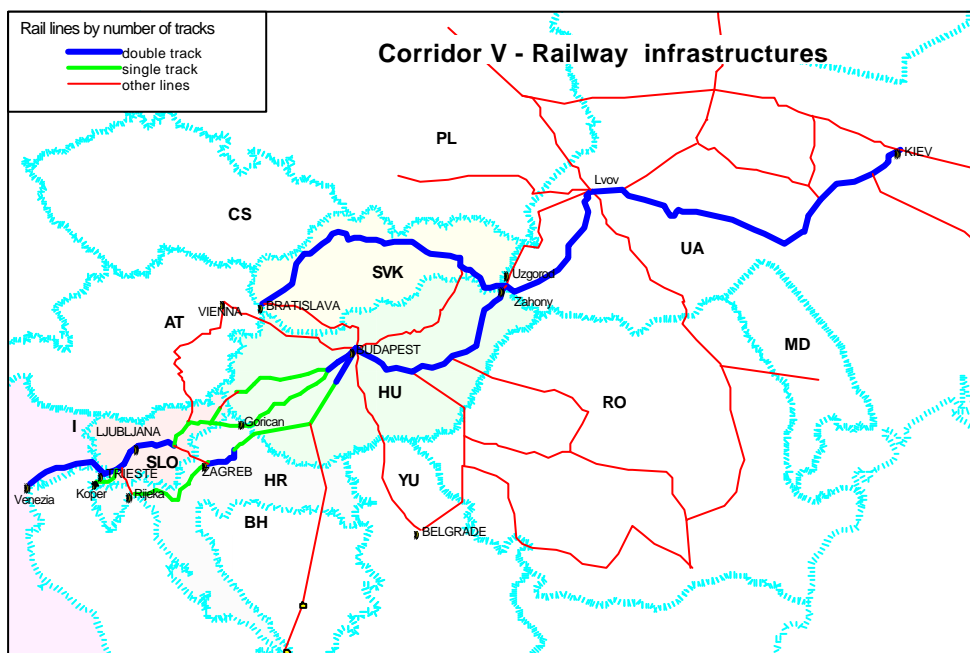 Rail lines by number of tracks
double track
single track
other lines
Corridor V - Railway infrastructures
PL
KIEV
Lvov
CS
UA
SVK
Uzgorod
Zahony
VIENNA
BRATISLAVA
AT
MD
BUDAPEST
HU
RO
I
Gorican
LJUBLJANA
SLO
ZAGREB
TRIESTE
HR
YU
Koper
Rijeka
Venezia
BH
BELGRADE